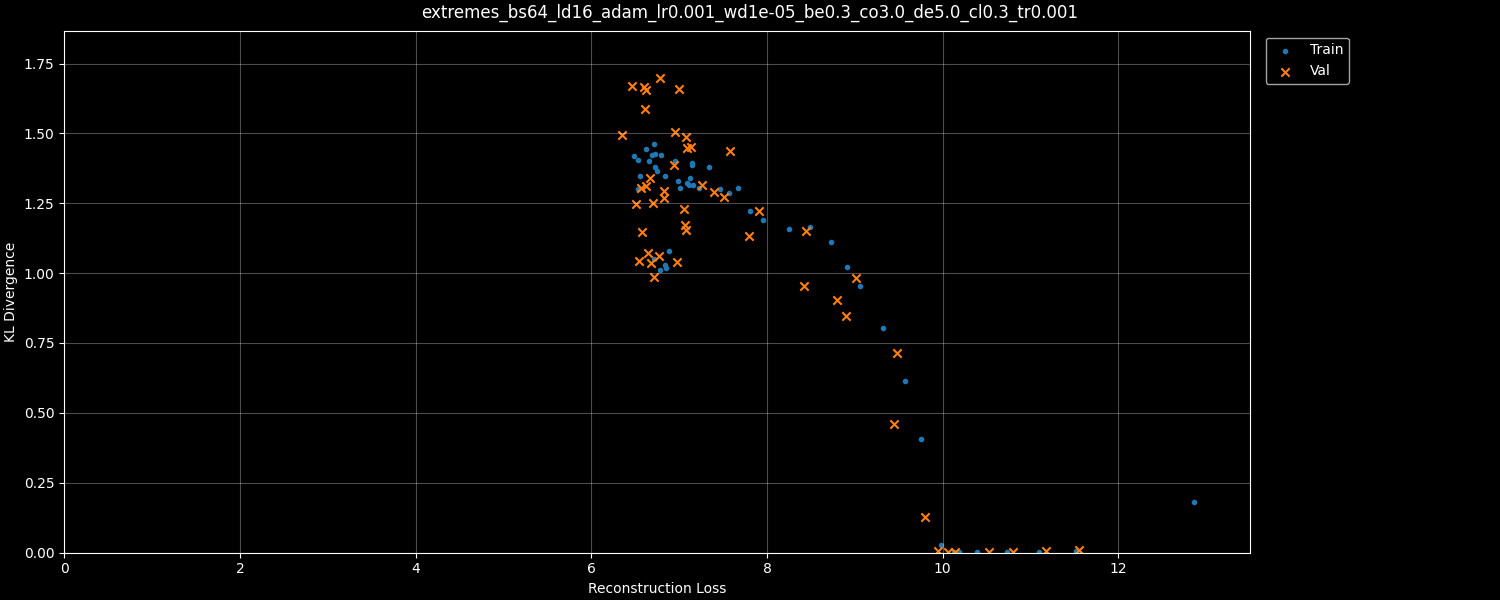 extremes_bs64_ld16_adam_lr0.001_wd1e-05_be0.3_co3.0_de5.0_cl0.3_tr0.001
Train
Val
1.75
1.50
1.25
1.00
0.75
0.50
0.25
0.00
KL Divergence
0 2 4 6 8 10 12
Reconstruction Loss